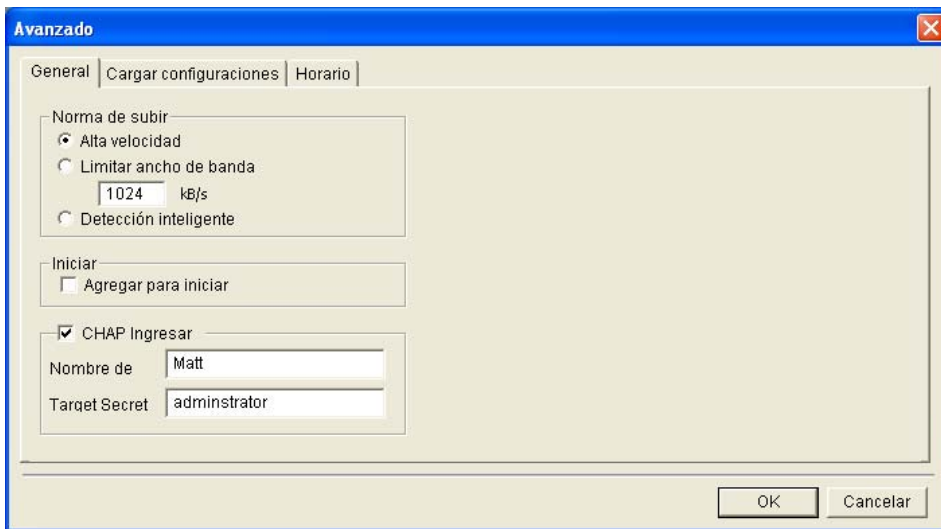 Avanzado
General Cargar configuraciones Horario
Norma de subir
Alta velocidad
Limitar ancho de banda
1024 kB/s
Detección inteligente
Iniciar
Agregar para iniciar
CHAP Ingresar
Nombre de Matt
Target Secret adminstrator
OK Cancelar